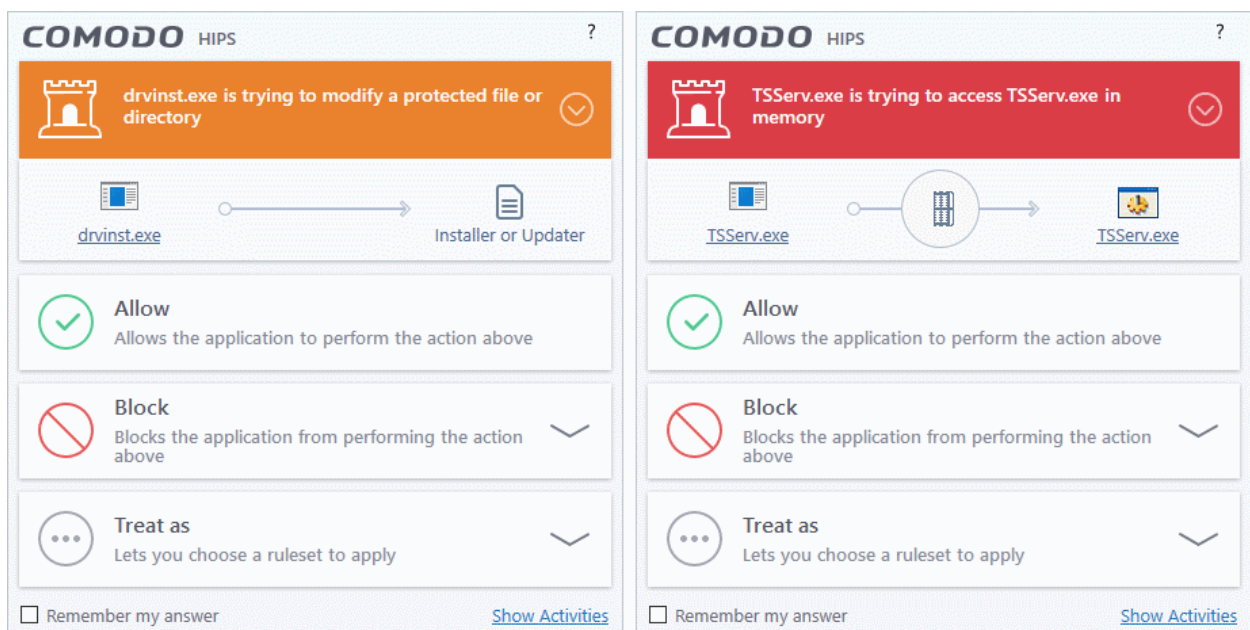 COMODO HIPS
?
drvinst.exe is trying to modify a protected file or
directory
drvinst.exe
Installer or Updater
Allow
Allows the application to perform the action above
Block
Blocks the application from performing the action
above
Treat as
Lets you choose a ruleset to apply
Remember my answer
Show Activities
COMODO HIPS
?
TSServ.exe is trying to access TSServ.exe in
memory
TSServ.exe
TSServ.exe
Allow
Allows the application to perform the action above
Block
Blocks the application from performing the action
above
Treat as
Lets you choose a ruleset to apply
Remember my answer
Show Activities